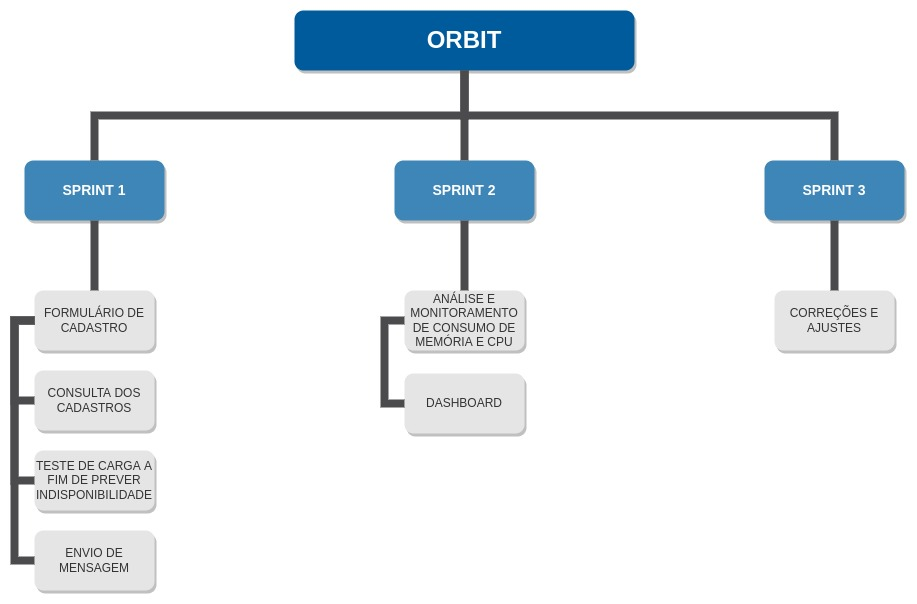 ORBIT
SPRINT 1
SPRINT 2
SPRINT 3
FORMULÁRIO DE
CADASTRO
CONSULTA DOS
CADASTROS
TESTE DE CARGA A
FIM DE PREVER
INDISPONIBILIDADE
ENVIO DE
MENSAGEM
ANÁLISE E
MONITORAMENTO
DE CONSUMO DE
MEMÓRIA E CPU
DASHBOARD
CORREÇÕES E
AJUSTES